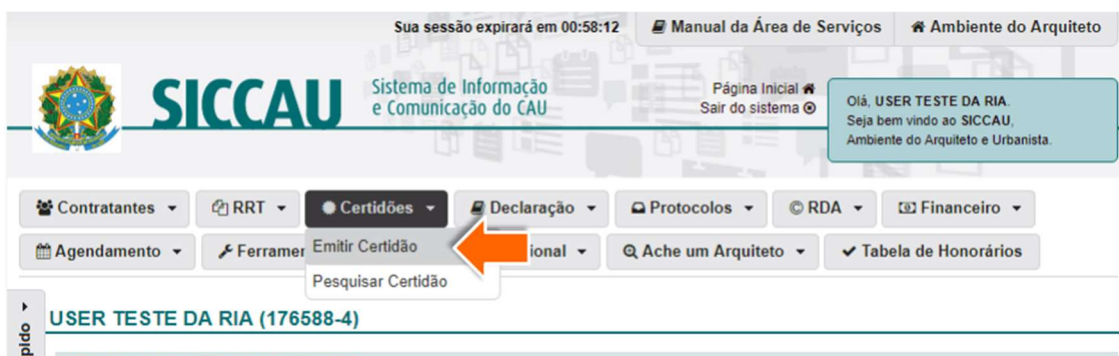 Sua sessão expirará em 00:58:12 Manual da Área de Serviços Ambiente do Arquiteto
SICCAU
Sistema de Informação
e Comunicação do CAU
Página Inicial
Sair do sistema
Olá, USER TESTE DA RIA.
Seja bem vindo ao SICCAU,
Ambiente do Arquiteto e Urbanista.
Contratantes RRT Certidões Declaração Protocolos RDA Financeiro
Agendamento Ferramen ional Ache um Arquiteto Tabela de Honorários
Emitir Certidão
Pesquisar Certidão
USER TESTE DA RIA (176588-4)
pido